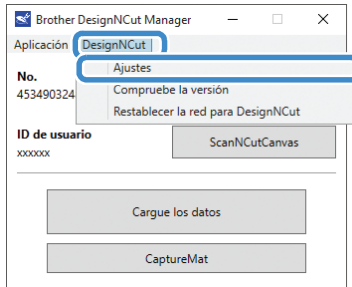 Brother DesignNCut Manager
Aplicación DesignNCut
Ajustes
No.
Compruebe la versión
453490324
Restablecer la red para DesignNCut
ID de usuario
ScanNCutCanvas
xxxxxx
Cargue los datos
CaptureMat